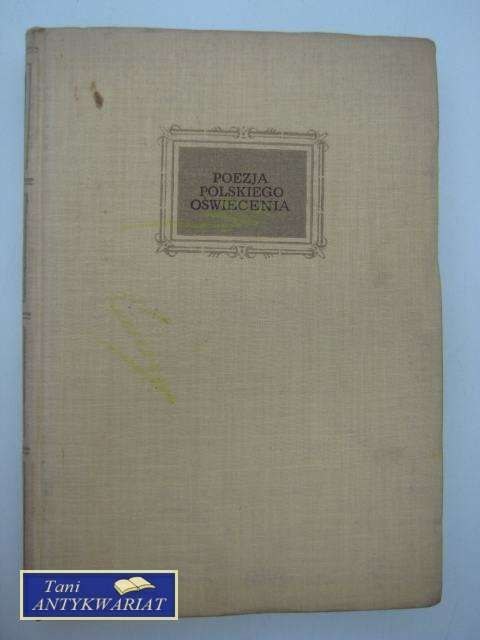 POEZJA
POLSKIEGO
OŚWIECENIA
Tani
ANTYKWARIAT